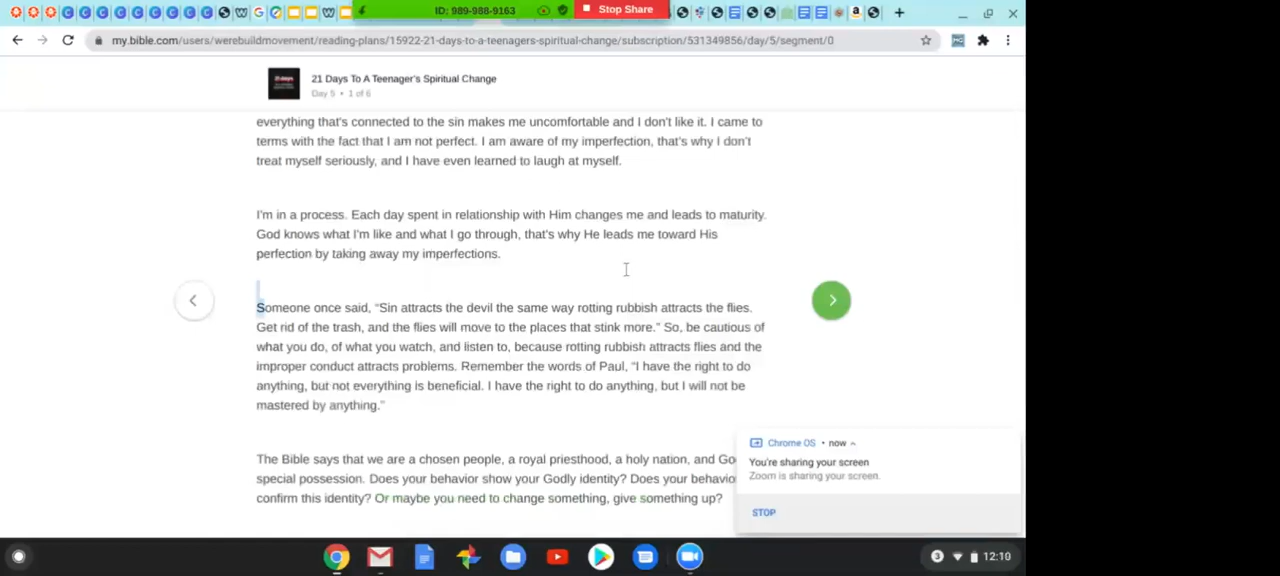 ID: 989-988-9163
Stop Share
my.bible.com/users/werebuildmovement/reading-plans/15922-21-days-to-a-teenagers-spiritual-change/subscription/531349856/day/5/segment/0
21 days
21 Days To A Teenager's Spiritual Change
Day 5 • 1 of 6
everything that's connected to the sin makes me uncomfortable and I don't like it. I came to
terms with the fact that I am not perfect. I am aware of my imperfection, that's why I don't
treat myself seriously, and I have even learned to laugh at myself.
I'm in a process. Each day spent in relationship with Him changes me and leads to maturity.
God knows what I'm like and what I go through, that's why He leads me toward His
perfection by taking away my imperfections.
Someone once said, “Sin attracts the devil the same way rotting rubbish attracts the flies.
Get rid of the trash, and the flies will move to the places that stink more.” So, be cautious of
what you do, of what you watch, and listen to, because rotting rubbish attracts flies and the
improper conduct attracts problems. Remember the words of Paul, “I have the right to do
anything, but not everything is beneficial. I have the right to do anything, but I will not be
mastered by anything.”
The Bible says that we are a chosen people, a royal priesthood, a holy nation, and Go
special possession. Does your behavior show your Godly identity? Does your behavio
confirm this identity? Or maybe you need to change something, give something up?
Chrome OS • now
You're sharing your screen
Zoom is sharing your screen.
STOP
3
12:10